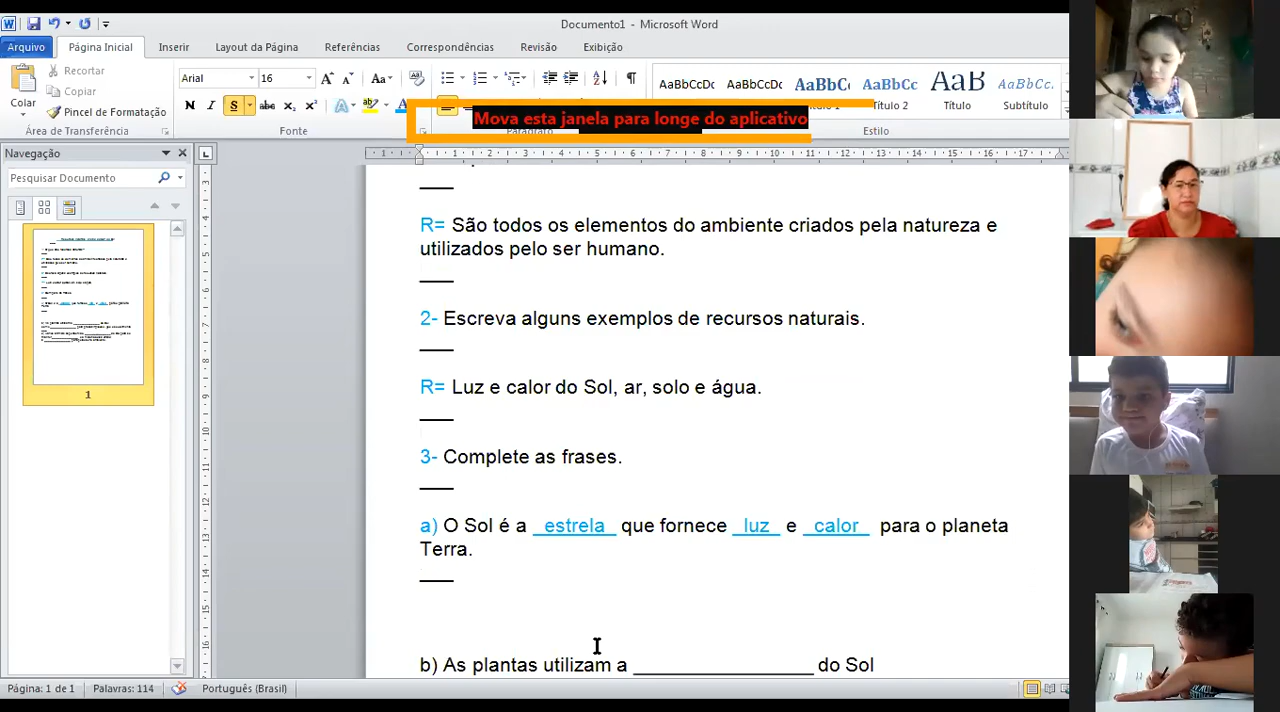 Documento1 - Microsoft Word
Arquivo Página Inicial Inserir Layout da Página Referências Correspondências Revisão Exibição
Colar
Recortar
Copiar
Pincel de Formatação
Área de Transferência
Arial 16
N I S abc
Fonte
Mova esta janela para longe do aplicativo
Parágrafo
AaBbCcDc AaBbCcDc AaBbC AaBbCc AaB AaBbCc.
Título 2 Título Subtítulo
Estilo
Navegação
Pesquisar Documento
1
R= São todos os elementos do ambiente criados pela natureza e
utilizados pelo ser humano.
2- Escreva alguns exemplos de recursos naturais.
R= Luz e calor do Sol, ar, solo e água.
3- Complete as frases.
a) O Sol é a estrela que fornece luz e calor para o planeta
Terra.
b) As plantas utilizam a _______________ do Sol
Página: 1 de 1 Palavras: 114 Português (Brasil)